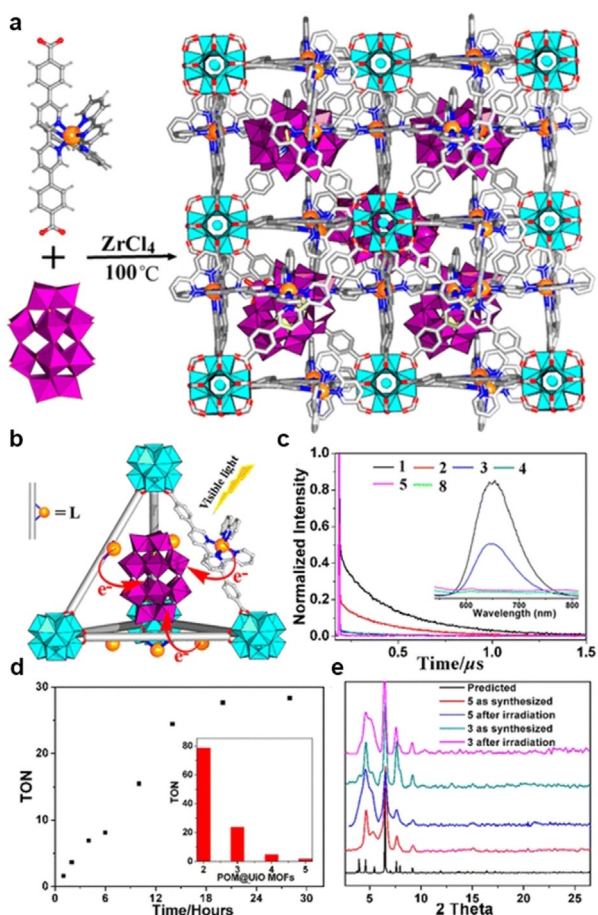 a
ZrCl4
100℃
b
= L
Visible light
e-
e-
e-
c
Normalized Intensity
1.0
0.8
0.6
0.4
0.2
0.0
1 2 3 4
5 8
600 700 800
Wavelength (nm)
0.5 1.0 1.5
Time/µs
d
TON
30
20
10
0
0 6 12 18 24 30
Time/Hours
TON
80
60
40
20
0
2 3 4 5
POM@UiO MOFs
e
Predicted
5 as synthesized
5 after irradiation
3 as synthesized
3 after irradiation
5 10 15 20 25
2 Theta